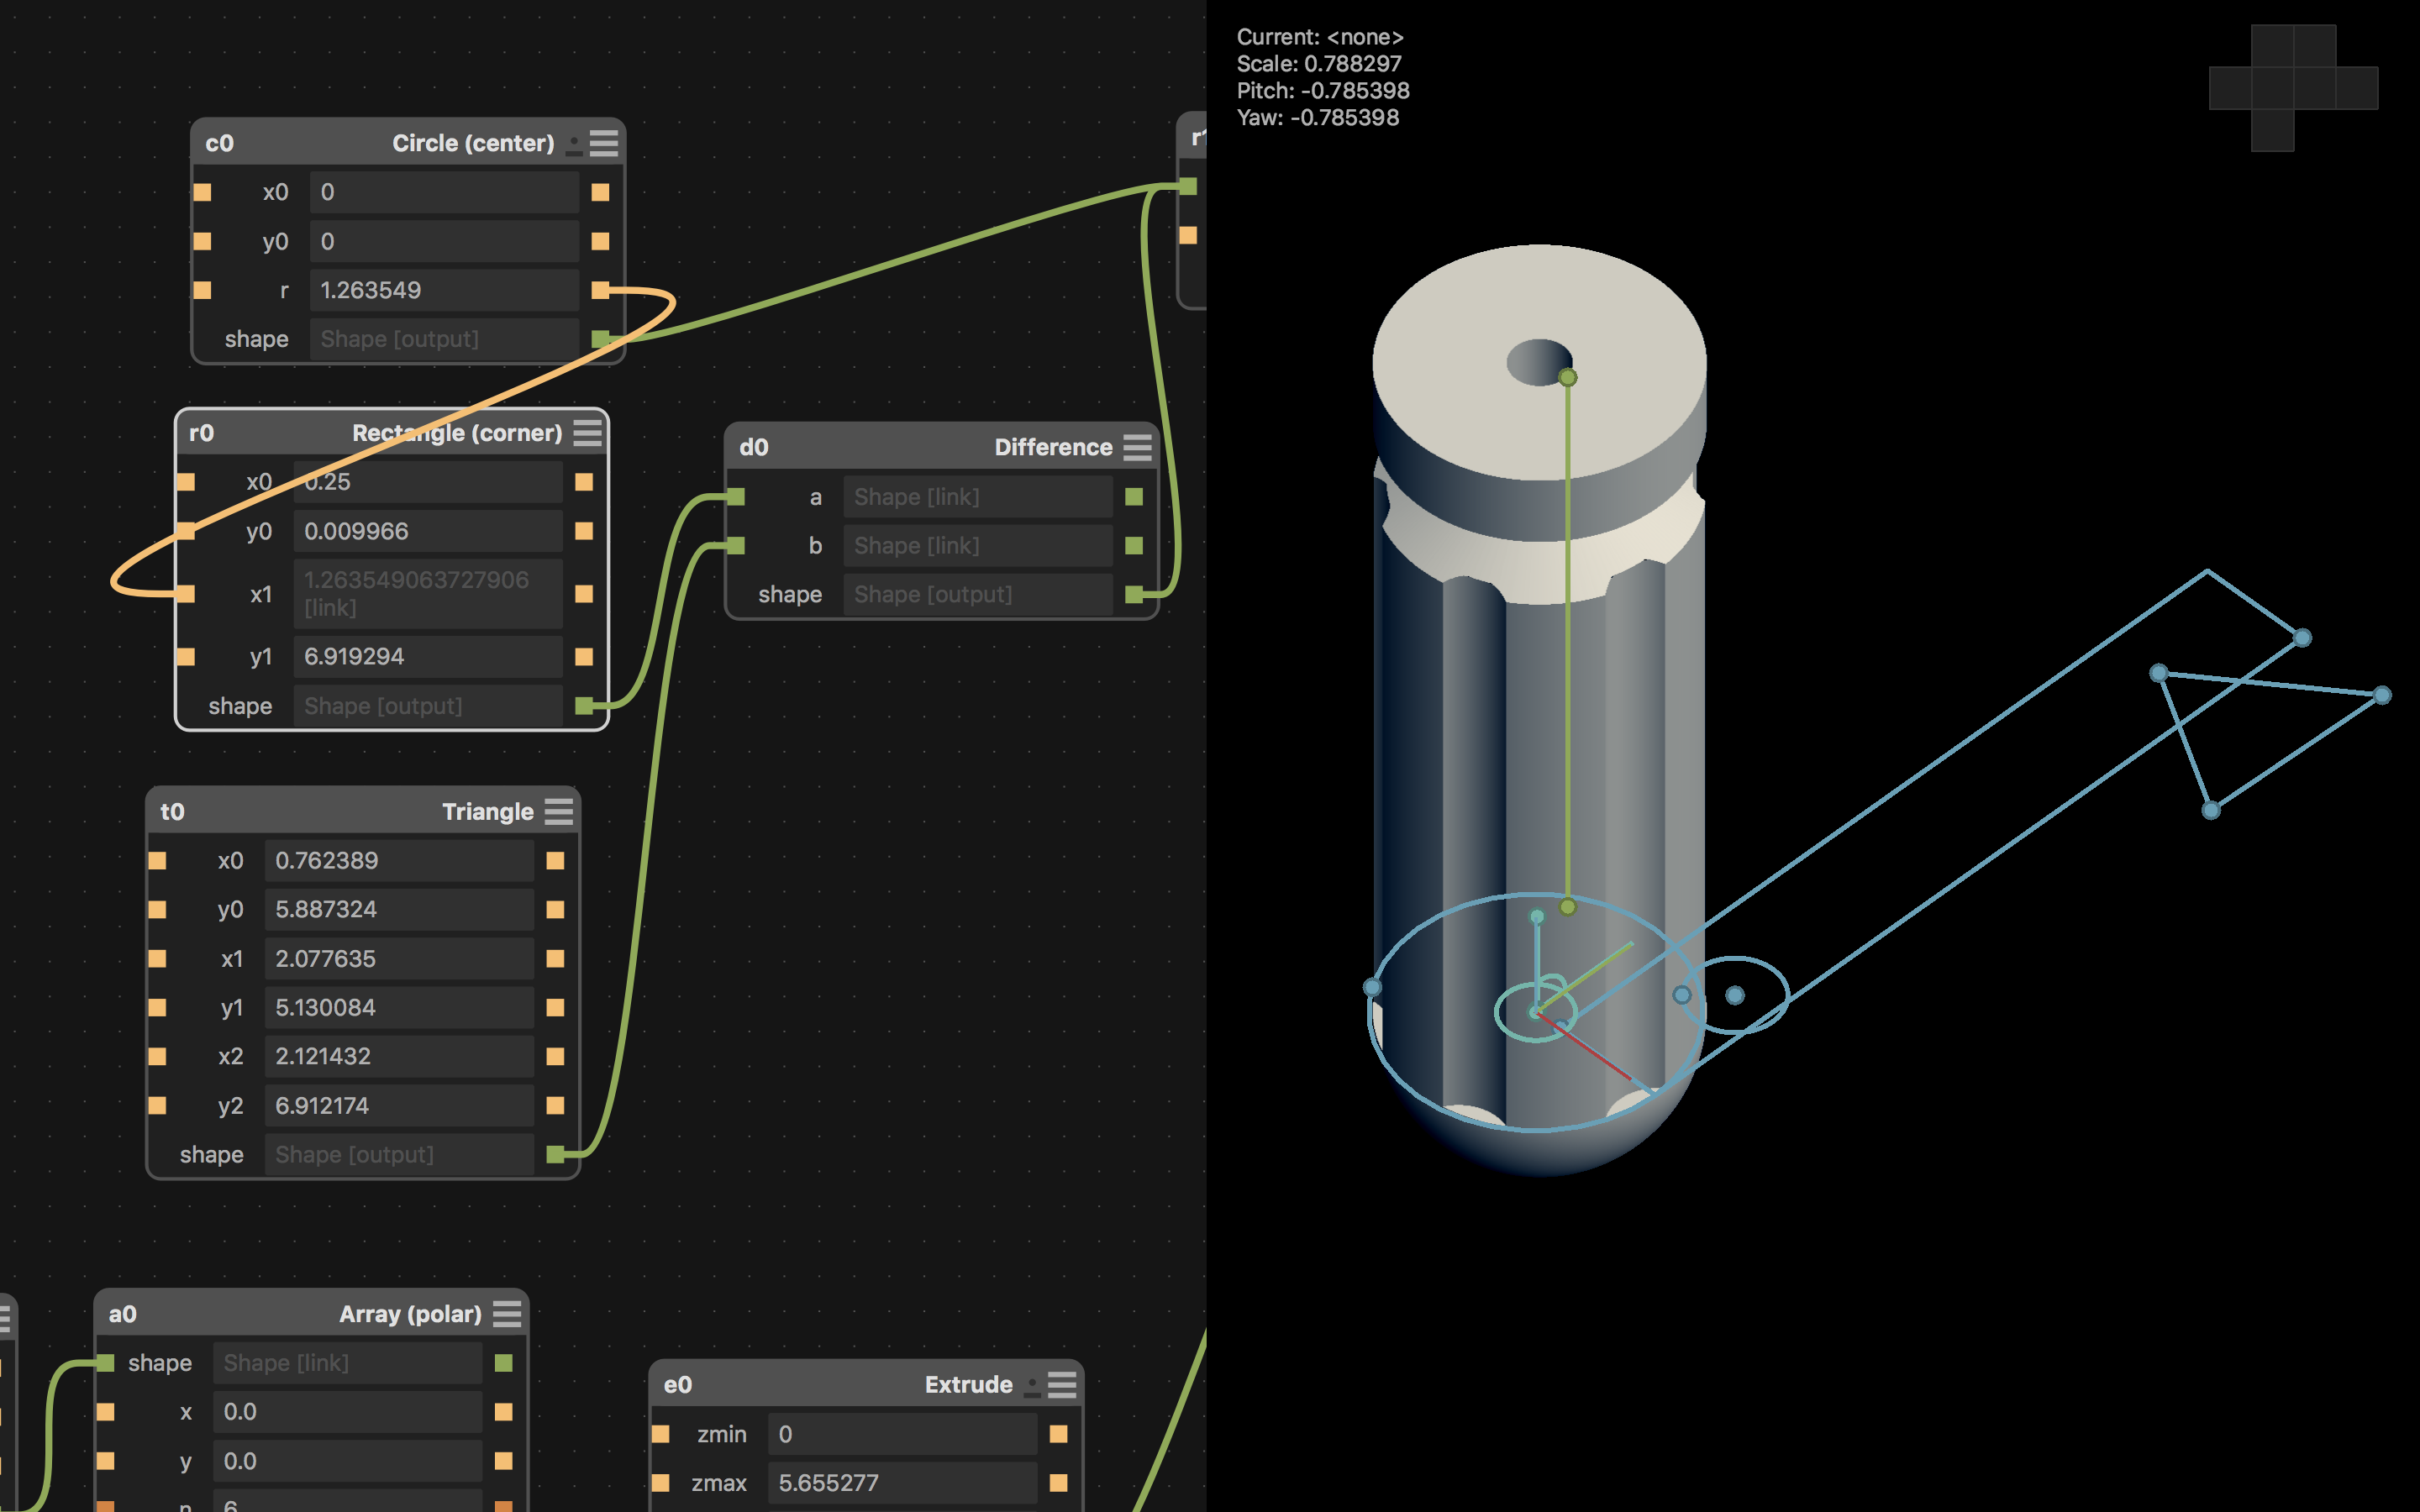 c0 Circle (center)
x0 0
y0 0
r 1.263549
shape Shape [output]
r0 Rectangle (corner)
x0 0.25
y0 0.009966
x1 1.263549063727906
[link]
y1 6.919294
shape Shape [output]
d0 Difference
a Shape [link]
b Shape [link]
shape Shape [output]
t0 Triangle
x0 0.762389
y0 5.887324
x1 2.077635
y1 5.130084
x2 2.121432
y2 6.912174
shape Shape [output]
a0 Array (polar)
shape Shape [link]
x 0.0
y 0.0
n 6
e0 Extrude
zmin 0
zmax 5.655277
Current: <none>
Scale: 0.788297
Pitch: -0.785398
Yaw: -0.785398